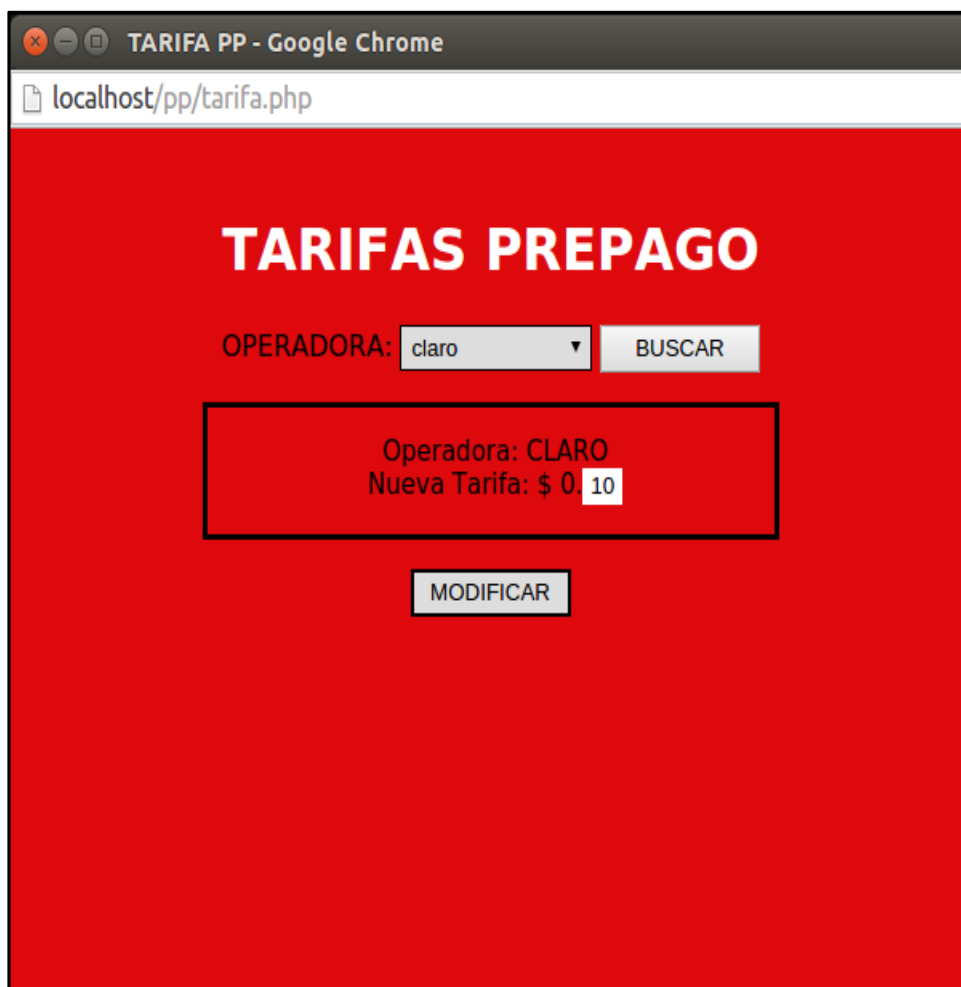 TARIFA PP - Google Chrome
localhost/pp/tarifa.php
TARIFAS PREPAGO
OPERADORA: claro BUSCAR
Operadora: CLARO
Nueva Tarifa: $ 0. 10
MODIFICAR